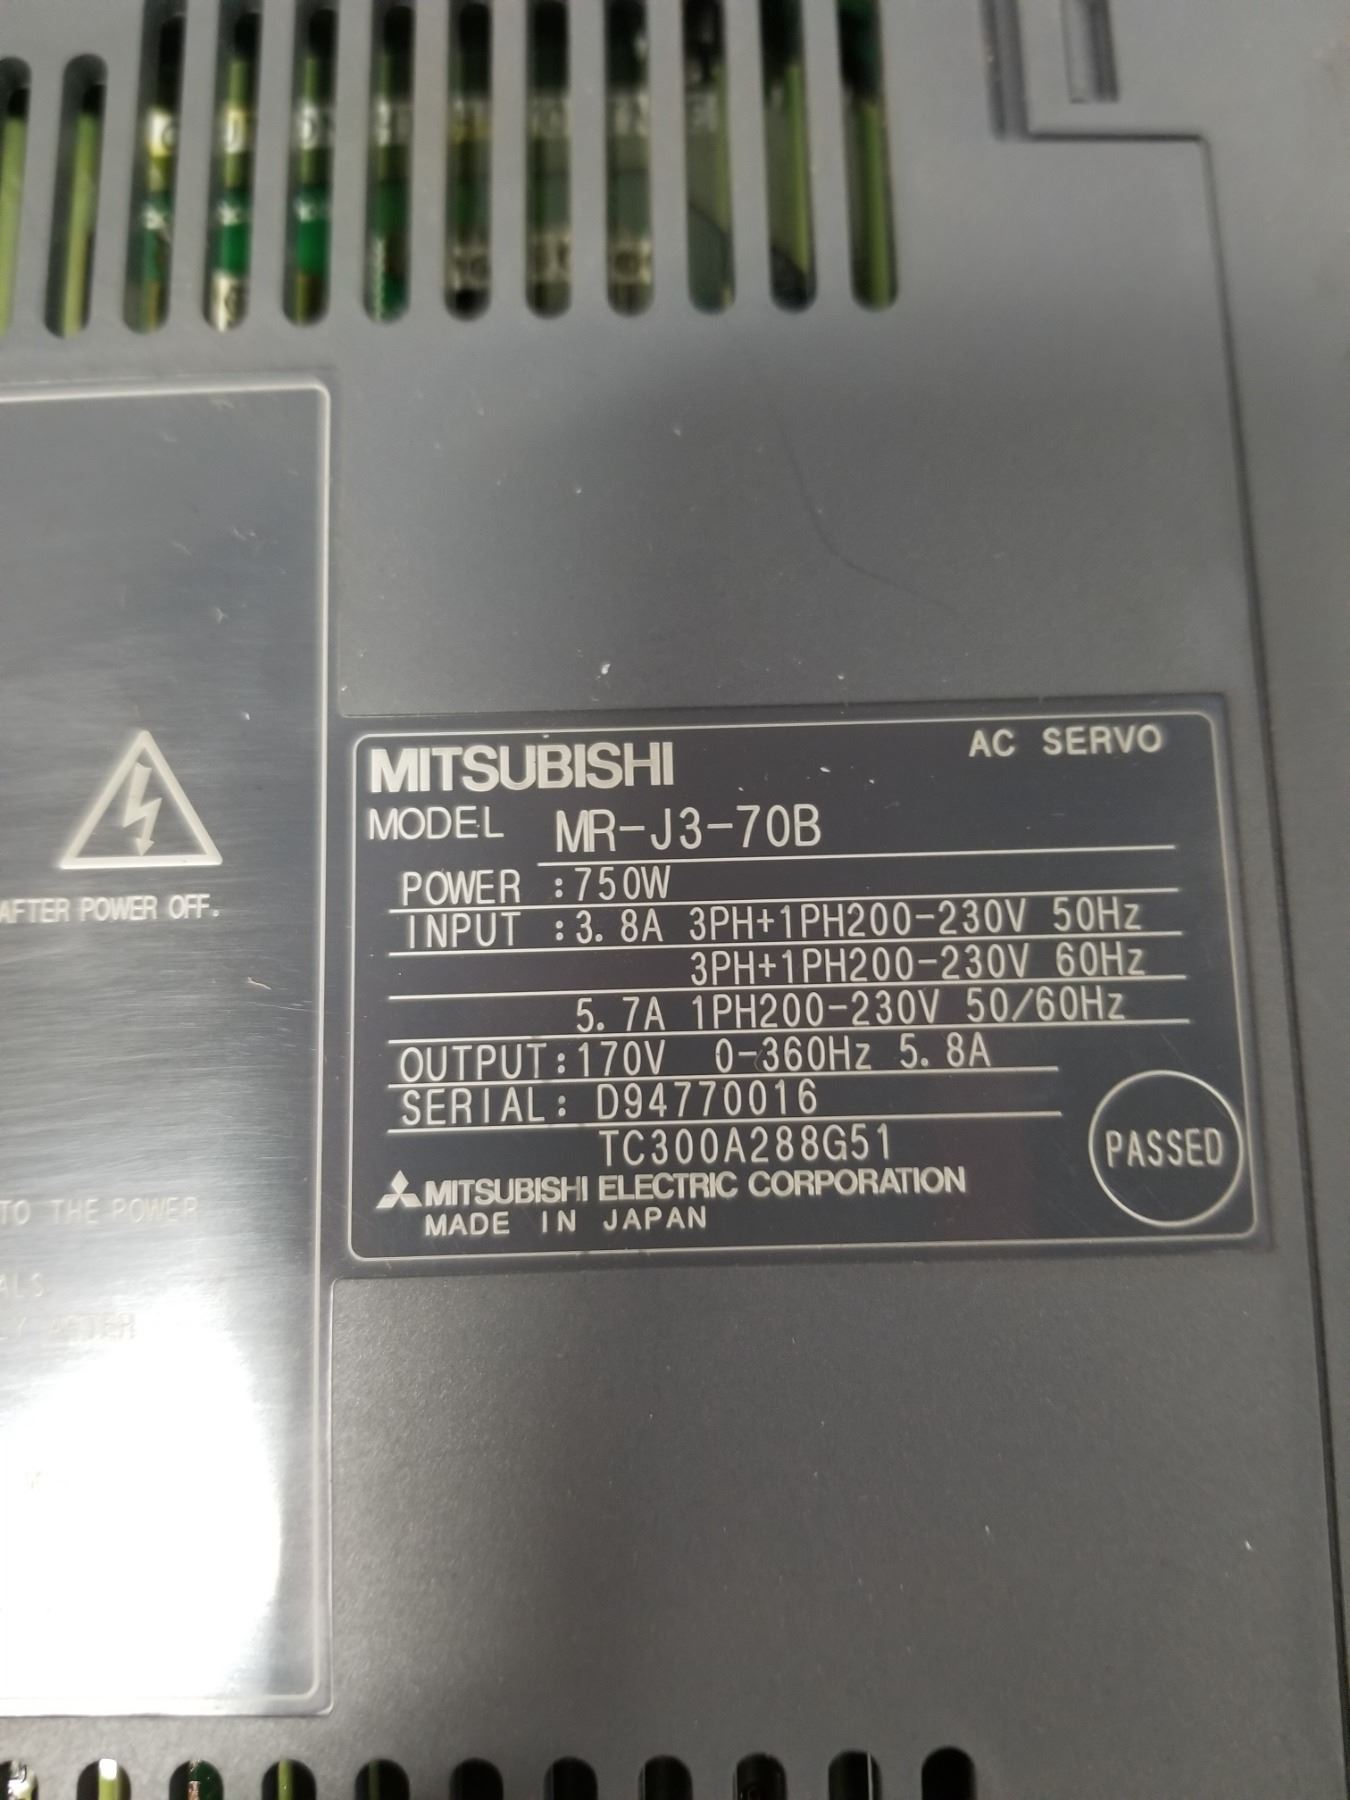 AFTER POWER OFF.
TO THE POWER
MITSUBISHI AC SERVO
MODEL MR-J3-70B
POWER :750W
INPUT :3.8A 3PH+1PH200-230V 50Hz
3PH+1PH200-230V 60Hz
5.7A 1PH200-230V 50/60Hz
OUTPUT:170V 0-360Hz 5.8A
SERIAL: D94770016
TC300A288G51
PASSED
MITSUBISHI ELECTRIC CORPORATION
MADE IN JAPAN